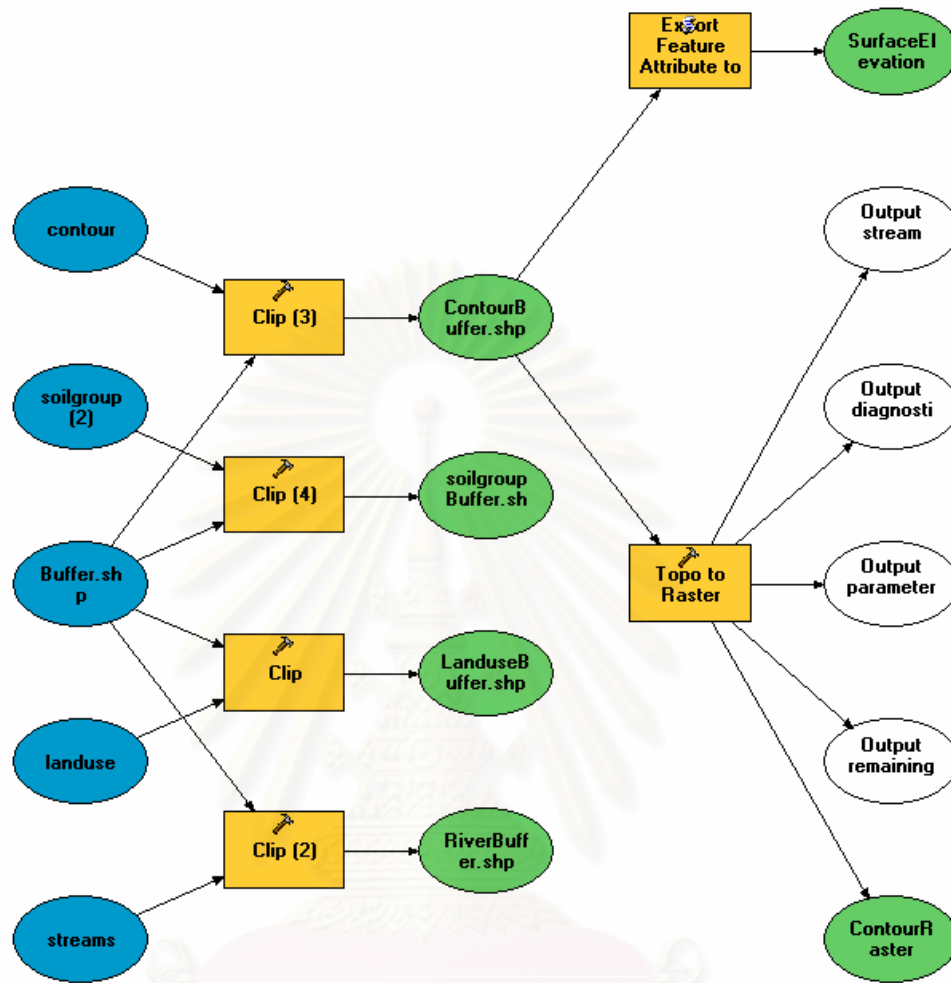 Export
Feature
Attribute to
SurfaceEl
evation
contour
Output
stream
Clip (3)
ContourB
uffer.shp
soilgroup
(2)
Output
diagnosti
Clip (4)
soilgroup
Buffer.sh
Buffer.sh
p
Topo to
Raster
Output
parameter
Clip
LanduseB
uffer.shp
landuse
Output
remaining
Clip (2)
RiverBuff
er.shp
streams
ContourR
aster